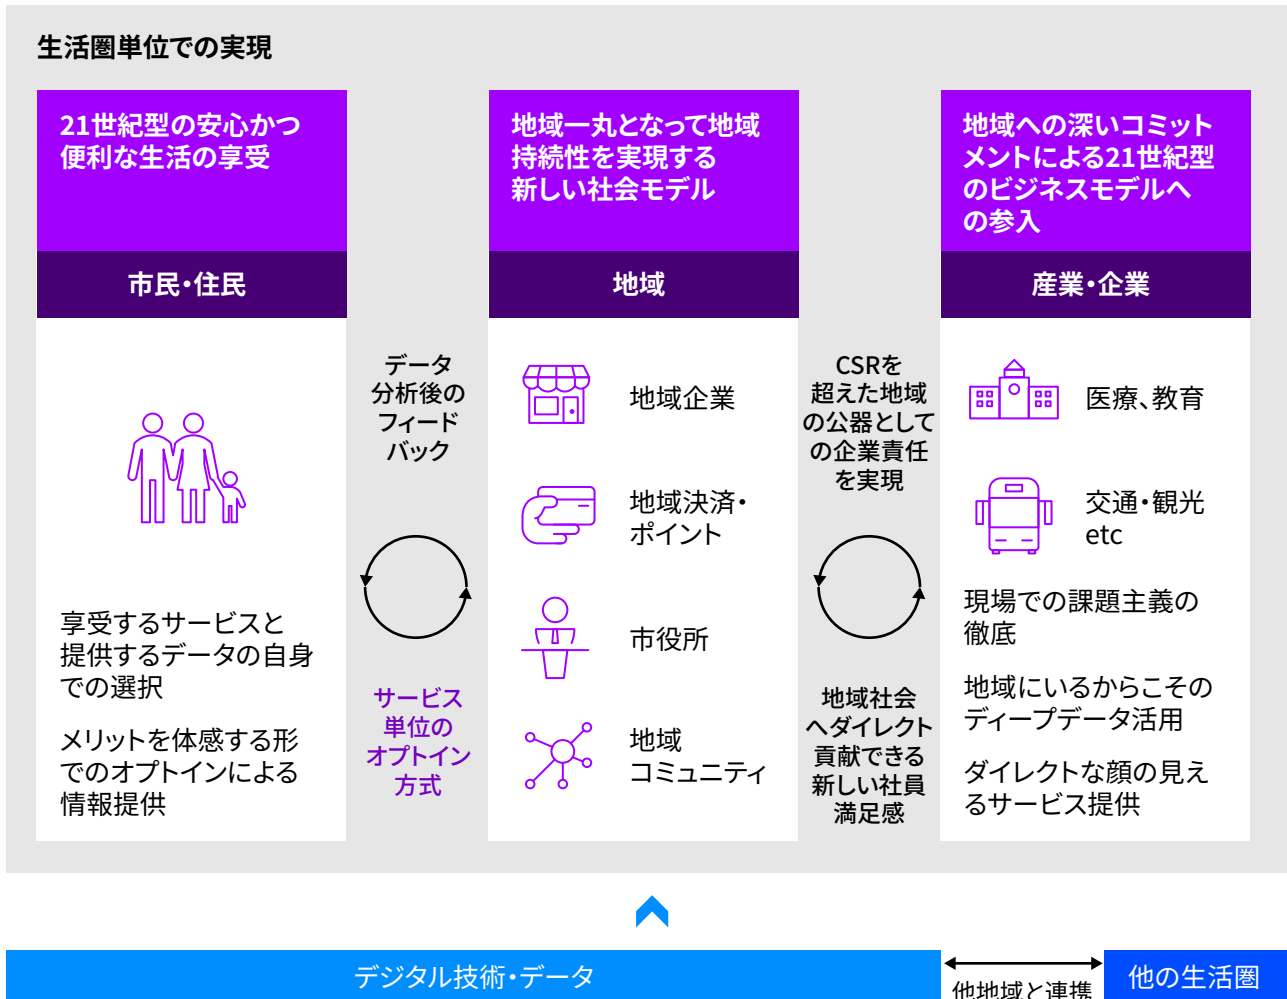 生活圏単位での実現
21世紀型の安心かつ
便利な生活の享受
市民・住民
享受するサービスと
提供するデータの自身
での選択
メリットを体感する形
でのオプトインによる
情報提供
データ
分析後の
フィード
バック
サービス
単位の
オプトイン
方式
地域一丸となって地域
持続性を実現する
新しい社会モデル
地域
地域企業
地域決済・
ポイント
市役所
地域
コミュニティ
CSRを
超えた地域
の公器として
の企業責任
を実現
地域社会
へダイレクト
貢献できる
新しい社員
満足感
地域への深いコミット
メントによる21世紀型
のビジネスモデルへ
の参入
産業・企業
医療、教育
交通・観光
etc
現場での課題主義の
徹底
地域にいるからこその
ディープデータ活用
ダイレクトな顔の見え
るサービス提供
デジタル技術・データ
他地域と連携
他の生活圏